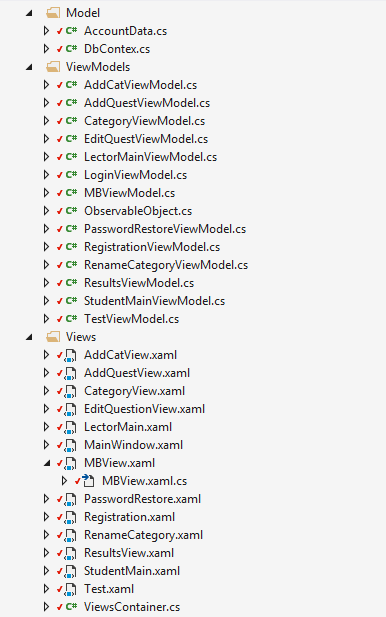 Model
C# AccountData.cs
C# DbContex.cs
ViewModels
C# AddCatViewModel.cs
C# AddQuestViewModel.cs
C# CategoryViewModel.cs
C# EditQuestViewModel.cs
C# LectorMainViewModel.cs
C# LoginViewModel.cs
C# MBViewModel.cs
C# ObservableObject.cs
C# PasswordRestoreViewModel.cs
C# RegistrationViewModel.cs
C# RenameCategoryViewModel.cs
C# ResultsViewModel.cs
C# StudentMainViewModel.cs
C# TestViewModel.cs
Views
AddCatView.xaml
AddQuestView.xaml
CategoryView.xaml
EditQuestionView.xaml
LectorMain.xaml
MainWindow.xaml
MBView.xaml
MBView.xaml.cs
PasswordRestore.xaml
Registration.xaml
RenameCategory.xaml
ResultsView.xaml
StudentMain.xaml
Test.xaml
C# ViewsContainer.cs